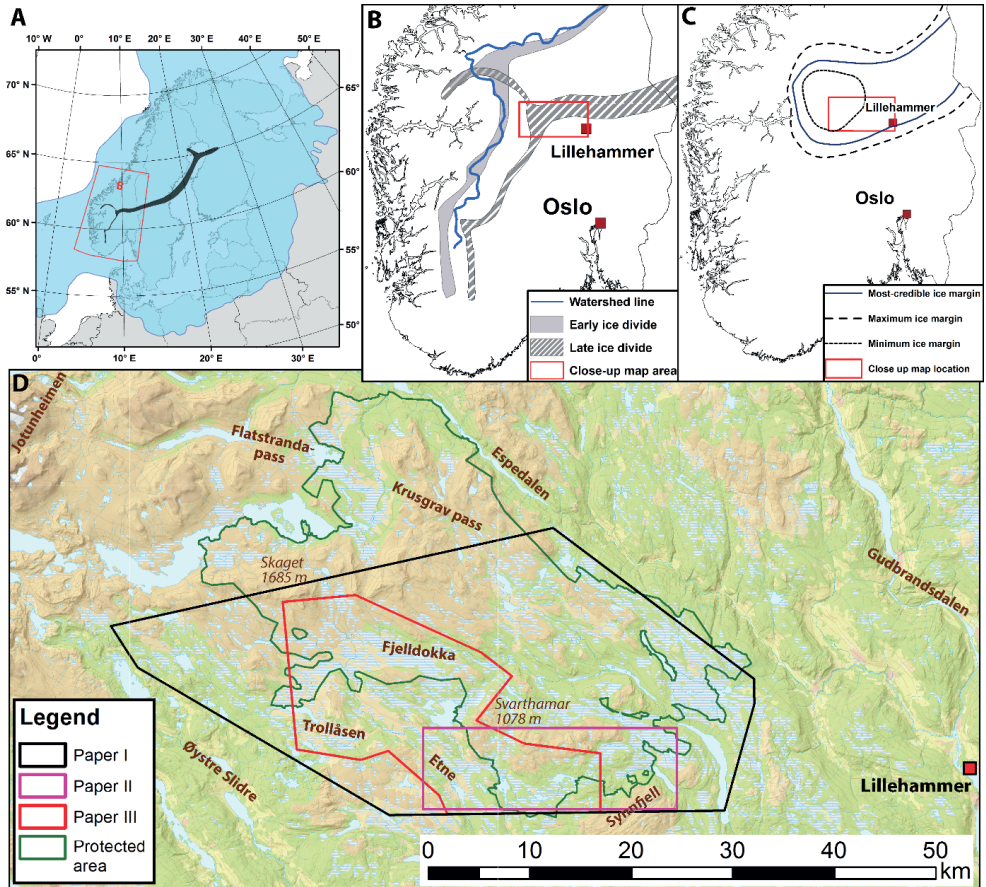 A
10° W
0°
10° E
20° E
30° E
40° E
50° E
70° N
65° N
60° N
55° N
65°
60°
55°
50°
0°
10° E
20° E
30° E
B
Lillehammer
Oslo
Watershed line
Early ice divide
Late ice divide
Close-up map area
C
Lillehammer
Oslo
Most-credible ice margin
Maximum ice margin
Minimum ice margin
Close up map location
D
Jotunheimen
Flatstranda-
pass
Espedalen
Krusgrav pass
Gudbrandsdalen
Skaget
1685 m
Fjelldokka
Svarthamar
1078 m
Trollåsen
Etne
Øystre Slidre
Synnfjell
Lillehammer
Legend
Paper I
Paper II
Paper III
Protected
area
0 10 20 30 40 50
km